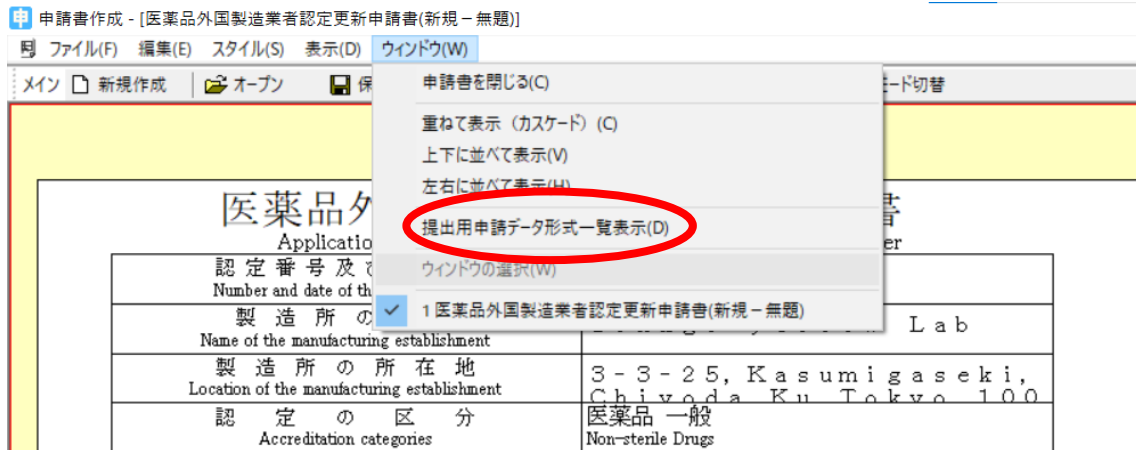 申請書作成 - [医薬品外国製造業者認定更新申請書(新規－無題)]
ファイル(F) 編集(E) スタイル(S) 表示(D) ウィンドウ(W)
メイン 新規作成 オープン 保 ード切替
申請書を閉じる(C)
重ねて表示（カスケード）(C)
上下に並べて表示(V)
左右に並べて表示(H)
提出用申請データ形式一覧表示(D)
ウィンドウの選択(W)
1 医薬品外国製造業者認定更新申請書(新規－無題)
医薬品外 書
Applicatio er
認定番号及び
Number and date of th
製造所の
Name of the manufacturing establishment
Lab
製造所の所在地
Location of the manufacturing establishment
3－3－25, Kasumigaseki,
Chiyoda Ku Tokyo 100
認定の区分
Accreditation categories
医薬品 一般
Non-sterile Drugs